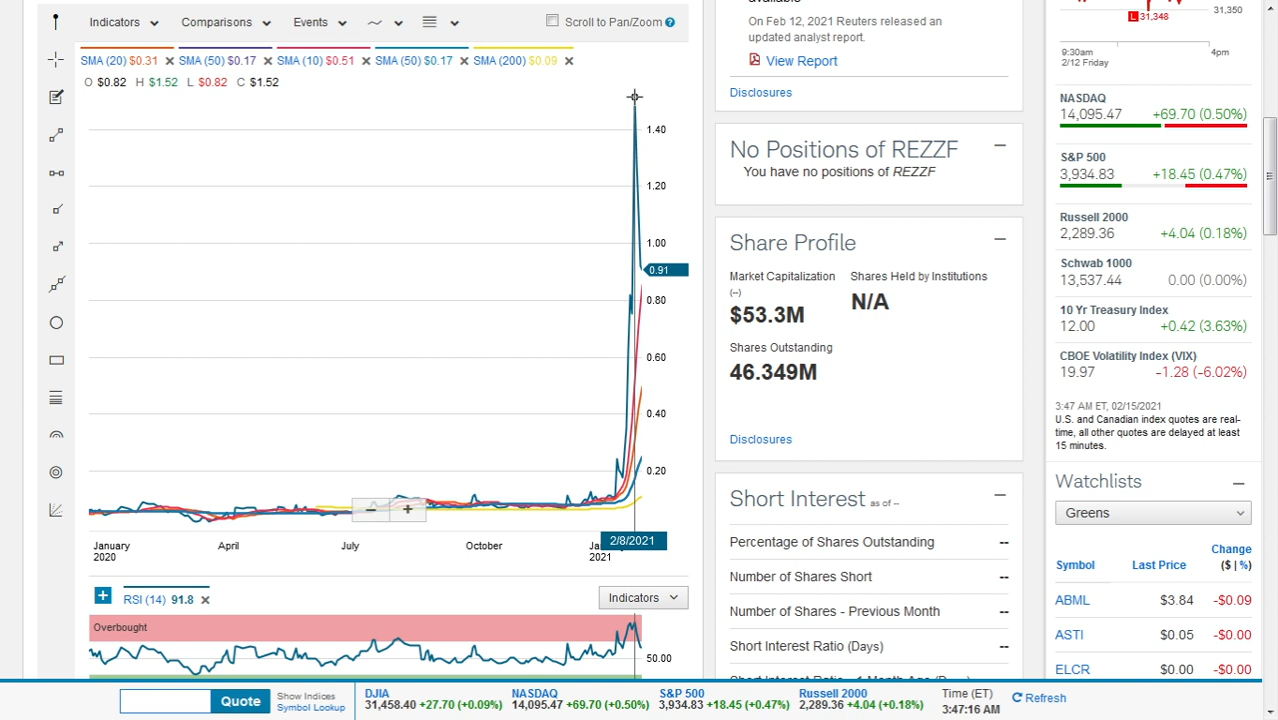 Indicators Comparisons Events Scroll to Pan/Zoom ?
SMA (20) $0.31 SMA (50) $0.17 SMA (10) $0.51 SMA (50) $0.17 SMA (200) $0.09
O $0.82 H $1.52 L $0.82 C $1.52
1.40
1.20
1.00
0.91
0.80
0.60
0.40
0.20
January
2020
April
July
October
2021
2/8/2021
RSI (14) 91.8
Indicators
Overbought
50.00
On Feb 12, 2021 Reuters released an
updated analyst report.
View Report
Disclosures
No Positions of REZZF
You have no positions of REZZF
Share Profile
Market Capitalization
(--)
$53.3M
Shares Held by Institutions
N/A
Shares Outstanding
46.349M
Disclosures
Short Interest as of --
Percentage of Shares Outstanding --
Number of Shares Short --
Number of Shares - Previous Month --
Short Interest Ratio (Days) --
31,350
L 31,348
9:30am 4pm
2/12 Friday
NASDAQ
14,095.47 +69.70 (0.50%)
S&P 500
3,934.83 +18.45 (0.47%)
Russell 2000
2,289.36 +4.04 (0.18%)
Schwab 1000
13,537.44 0.00 (0.00%)
10 Yr Treasury Index
12.00 +0.42 (3.63%)
CBOE Volatility Index (VIX)
19.97 -1.28 (-6.02%)
3:47 AM ET, 02/15/2021
U.S. and Canadian index quotes are real-
time, all other quotes are delayed at least
15 minutes.
Watchlists
Greens
Symbol Last Price Change
($ | %)
ABML $3.84 -$0.09
ASTI $0.05 -$0.00
ELCR $0.00 -$0.00
Quote
Show Indices
Symbol Lookup
DJIA
31,458.40 +27.70 (+0.09%)
NASDAQ
14,095.47 +69.70 (+0.50%)
S&P 500
3,934.83 +18.45 (+0.47%)
Russell 2000
2,289.36 +4.04 (+0.18%)
Time (ET)
3:47:16 AM
Refresh